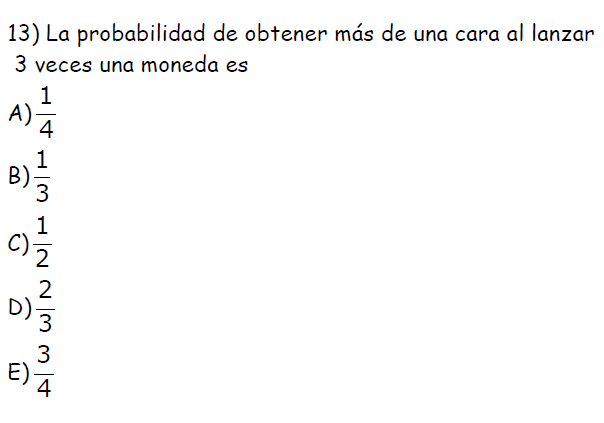 13) La probabilidad de obtener más de una cara al lanzar
3 veces una moneda es
A) 1/4
B) 1/3
C) 1/2
D) 2/3
E) 3/4